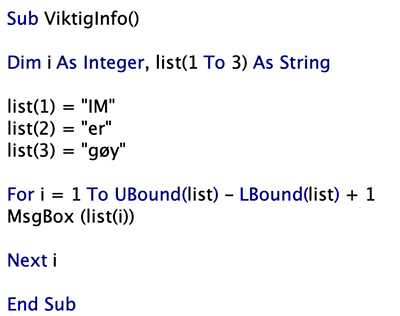 Sub ViktigInfo()
Dim i As Integer, list(1 To 3) As String
list(1) = "IM"
list(2) = "er"
list(3) = "gøy"
For i = 1 To UBound(list) - LBound(list) + 1
MsgBox (list(i))
Next i
End Sub